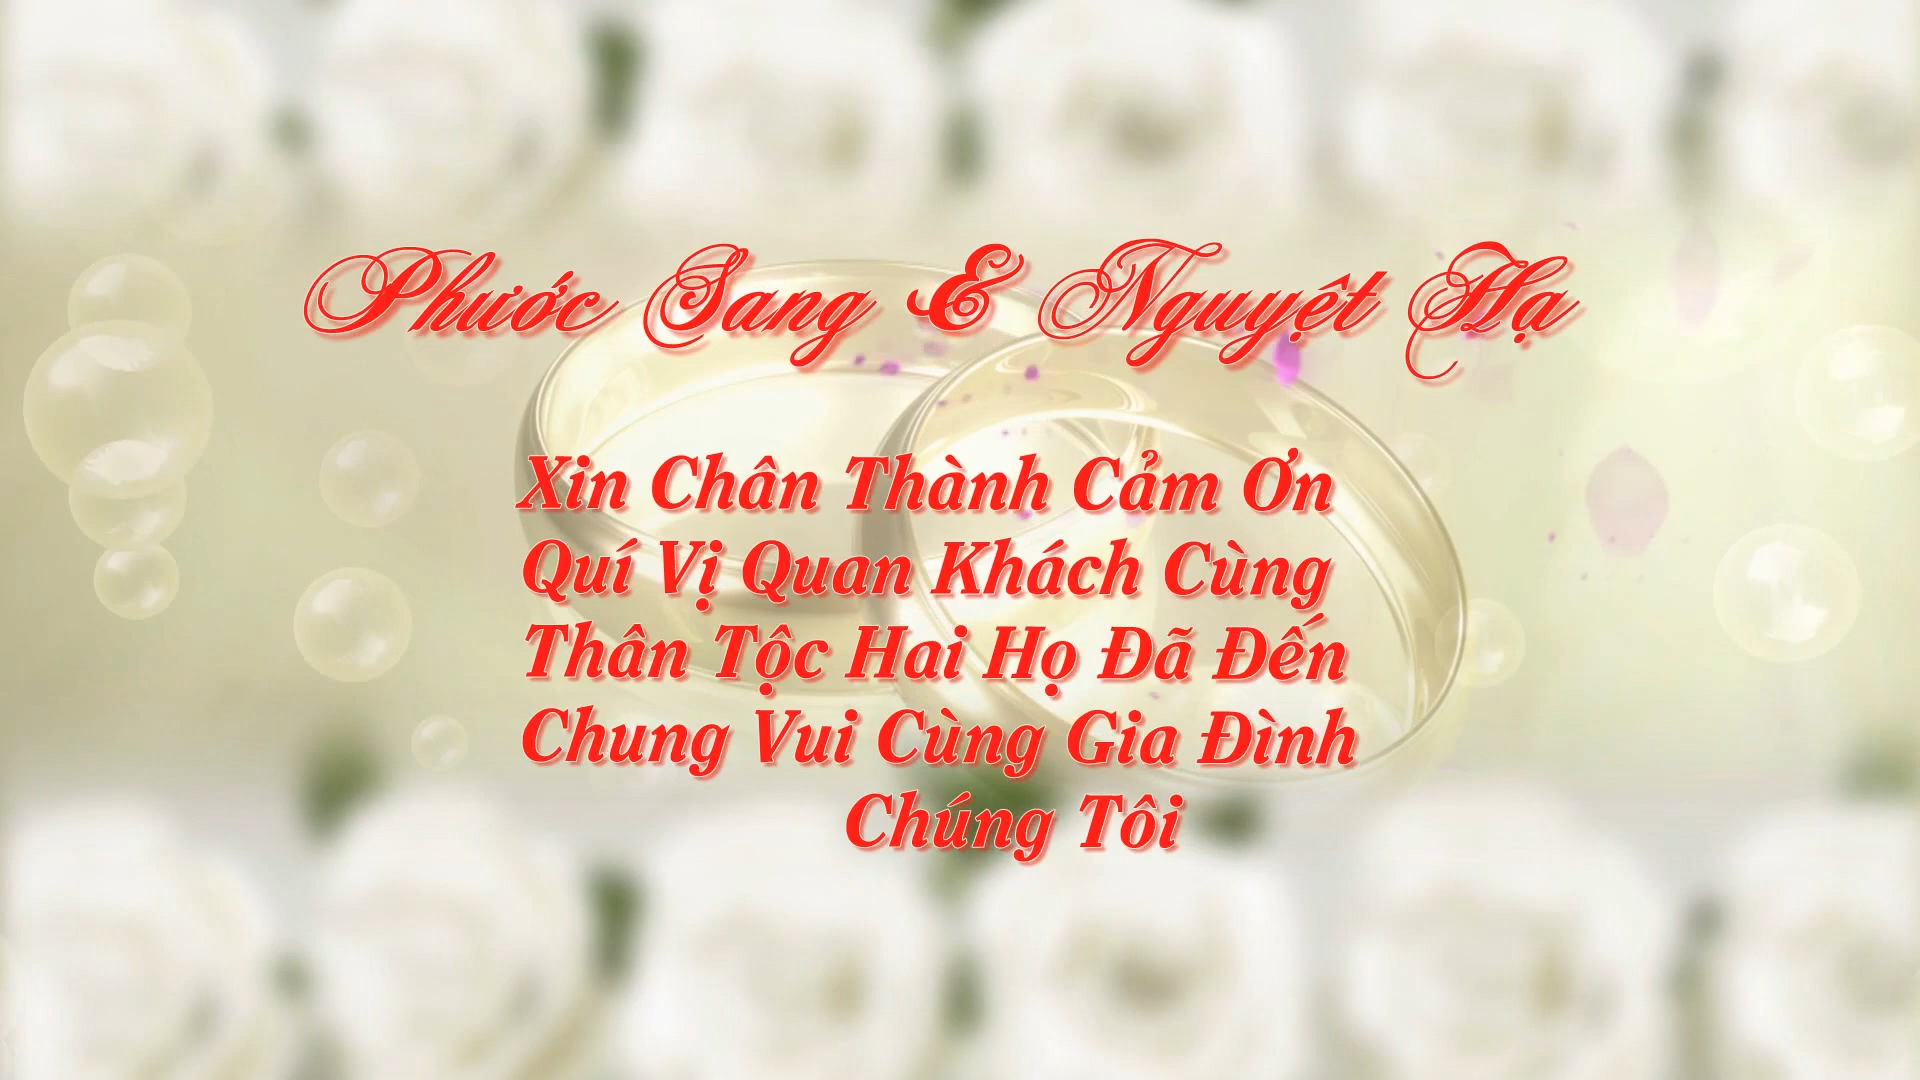 Phước Sang & Nguyệt Hạ
Xin Chân Thành Cảm Ơn
Quí Vị Quan Khách Cùng
Thân Tộc Hai Họ Đã Đến
Chung Vui Cùng Gia Đình
Chúng Tôi